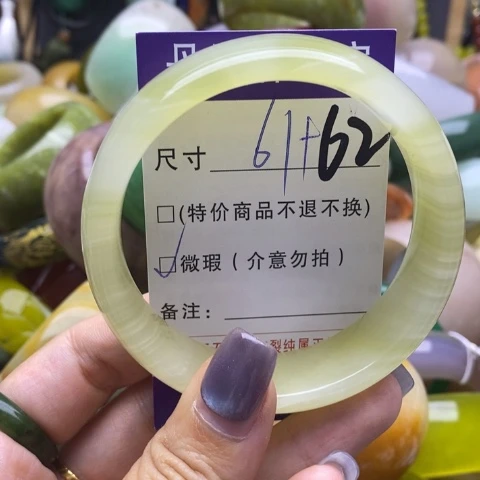 尺寸 61+62
□(特价商品不退不换)
☑微瑕(介意勿拍)
备注: